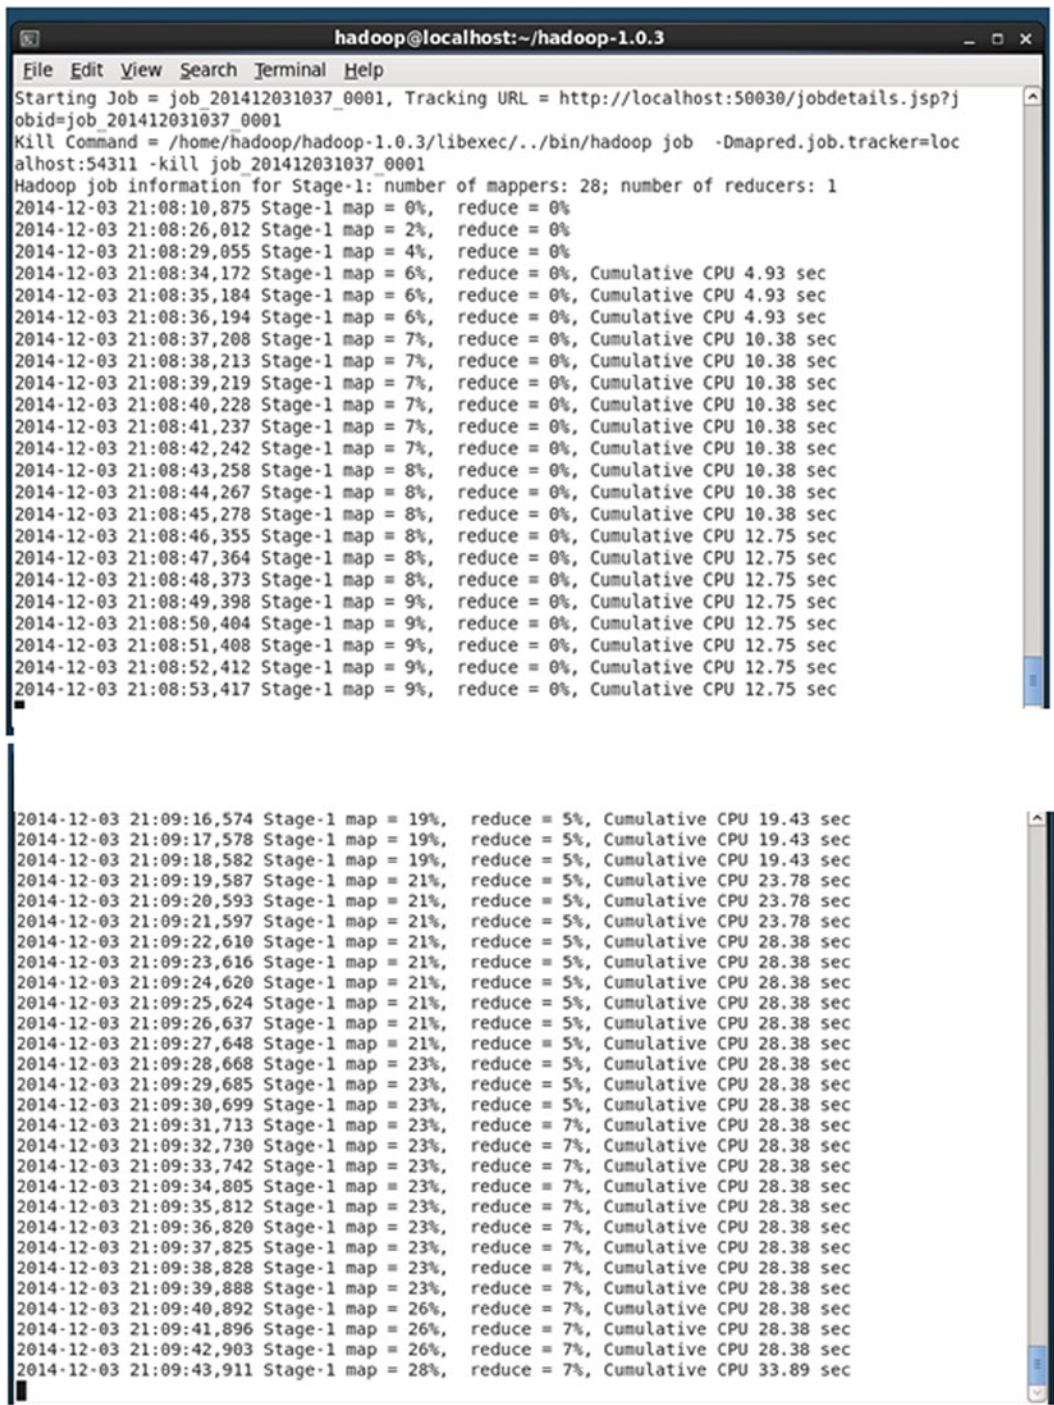 hadoop@localhost:~/hadoop-1.0.3
File Edit View Search Terminal Help
Starting Job = job_201412031037_0001, Tracking URL = http://localhost:50030/jobdetails.jsp?j
obid=job_201412031037_0001
Kill Command = /home/hadoop/hadoop-1.0.3/libexec/../bin/hadoop job  -Dmapred.job.tracker=loc
alhost:54311 -kill job_201412031037_0001
Hadoop job information for Stage-1: number of mappers: 28; number of reducers: 1
2014-12-03 21:08:10,875 Stage-1 map = 0%,  reduce = 0%
2014-12-03 21:08:26,012 Stage-1 map = 2%,  reduce = 0%
2014-12-03 21:08:29,055 Stage-1 map = 4%,  reduce = 0%
2014-12-03 21:08:34,172 Stage-1 map = 6%,  reduce = 0%, Cumulative CPU 4.93 sec
2014-12-03 21:08:35,184 Stage-1 map = 6%,  reduce = 0%, Cumulative CPU 4.93 sec
2014-12-03 21:08:36,194 Stage-1 map = 6%,  reduce = 0%, Cumulative CPU 4.93 sec
2014-12-03 21:08:37,208 Stage-1 map = 7%,  reduce = 0%, Cumulative CPU 10.38 sec
2014-12-03 21:08:38,213 Stage-1 map = 7%,  reduce = 0%, Cumulative CPU 10.38 sec
2014-12-03 21:08:39,219 Stage-1 map = 7%,  reduce = 0%, Cumulative CPU 10.38 sec
2014-12-03 21:08:40,228 Stage-1 map = 7%,  reduce = 0%, Cumulative CPU 10.38 sec
2014-12-03 21:08:41,237 Stage-1 map = 7%,  reduce = 0%, Cumulative CPU 10.38 sec
2014-12-03 21:08:42,242 Stage-1 map = 7%,  reduce = 0%, Cumulative CPU 10.38 sec
2014-12-03 21:08:43,258 Stage-1 map = 8%,  reduce = 0%, Cumulative CPU 10.38 sec
2014-12-03 21:08:44,267 Stage-1 map = 8%,  reduce = 0%, Cumulative CPU 10.38 sec
2014-12-03 21:08:45,278 Stage-1 map = 8%,  reduce = 0%, Cumulative CPU 10.38 sec
2014-12-03 21:08:46,355 Stage-1 map = 8%,  reduce = 0%, Cumulative CPU 12.75 sec
2014-12-03 21:08:47,364 Stage-1 map = 8%,  reduce = 0%, Cumulative CPU 12.75 sec
2014-12-03 21:08:48,373 Stage-1 map = 8%,  reduce = 0%, Cumulative CPU 12.75 sec
2014-12-03 21:08:49,398 Stage-1 map = 9%,  reduce = 0%, Cumulative CPU 12.75 sec
2014-12-03 21:08:50,404 Stage-1 map = 9%,  reduce = 0%, Cumulative CPU 12.75 sec
2014-12-03 21:08:51,408 Stage-1 map = 9%,  reduce = 0%, Cumulative CPU 12.75 sec
2014-12-03 21:08:52,412 Stage-1 map = 9%,  reduce = 0%, Cumulative CPU 12.75 sec
2014-12-03 21:08:53,417 Stage-1 map = 9%,  reduce = 0%, Cumulative CPU 12.75 sec
2014-12-03 21:09:16,574 Stage-1 map = 19%,  reduce = 5%, Cumulative CPU 19.43 sec
2014-12-03 21:09:17,578 Stage-1 map = 19%,  reduce = 5%, Cumulative CPU 19.43 sec
2014-12-03 21:09:18,582 Stage-1 map = 19%,  reduce = 5%, Cumulative CPU 19.43 sec
2014-12-03 21:09:19,587 Stage-1 map = 21%,  reduce = 5%, Cumulative CPU 23.78 sec
2014-12-03 21:09:20,593 Stage-1 map = 21%,  reduce = 5%, Cumulative CPU 23.78 sec
2014-12-03 21:09:21,597 Stage-1 map = 21%,  reduce = 5%, Cumulative CPU 23.78 sec
2014-12-03 21:09:22,610 Stage-1 map = 21%,  reduce = 5%, Cumulative CPU 28.38 sec
2014-12-03 21:09:23,616 Stage-1 map = 21%,  reduce = 5%, Cumulative CPU 28.38 sec
2014-12-03 21:09:24,620 Stage-1 map = 21%,  reduce = 5%, Cumulative CPU 28.38 sec
2014-12-03 21:09:25,624 Stage-1 map = 21%,  reduce = 5%, Cumulative CPU 28.38 sec
2014-12-03 21:09:26,637 Stage-1 map = 21%,  reduce = 5%, Cumulative CPU 28.38 sec
2014-12-03 21:09:27,648 Stage-1 map = 21%,  reduce = 5%, Cumulative CPU 28.38 sec
2014-12-03 21:09:28,668 Stage-1 map = 23%,  reduce = 5%, Cumulative CPU 28.38 sec
2014-12-03 21:09:29,685 Stage-1 map = 23%,  reduce = 5%, Cumulative CPU 28.38 sec
2014-12-03 21:09:30,699 Stage-1 map = 23%,  reduce = 5%, Cumulative CPU 28.38 sec
2014-12-03 21:09:31,713 Stage-1 map = 23%,  reduce = 7%, Cumulative CPU 28.38 sec
2014-12-03 21:09:32,730 Stage-1 map = 23%,  reduce = 7%, Cumulative CPU 28.38 sec
2014-12-03 21:09:33,742 Stage-1 map = 23%,  reduce = 7%, Cumulative CPU 28.38 sec
2014-12-03 21:09:34,805 Stage-1 map = 23%,  reduce = 7%, Cumulative CPU 28.38 sec
2014-12-03 21:09:35,812 Stage-1 map = 23%,  reduce = 7%, Cumulative CPU 28.38 sec
2014-12-03 21:09:36,820 Stage-1 map = 23%,  reduce = 7%, Cumulative CPU 28.38 sec
2014-12-03 21:09:37,825 Stage-1 map = 23%,  reduce = 7%, Cumulative CPU 28.38 sec
2014-12-03 21:09:38,828 Stage-1 map = 23%,  reduce = 7%, Cumulative CPU 28.38 sec
2014-12-03 21:09:39,888 Stage-1 map = 23%,  reduce = 7%, Cumulative CPU 28.38 sec
2014-12-03 21:09:40,892 Stage-1 map = 26%,  reduce = 7%, Cumulative CPU 28.38 sec
2014-12-03 21:09:41,896 Stage-1 map = 26%,  reduce = 7%, Cumulative CPU 28.38 sec
2014-12-03 21:09:42,903 Stage-1 map = 26%,  reduce = 7%, Cumulative CPU 28.38 sec
2014-12-03 21:09:43,911 Stage-1 map = 28%,  reduce = 7%, Cumulative CPU 33.89 sec